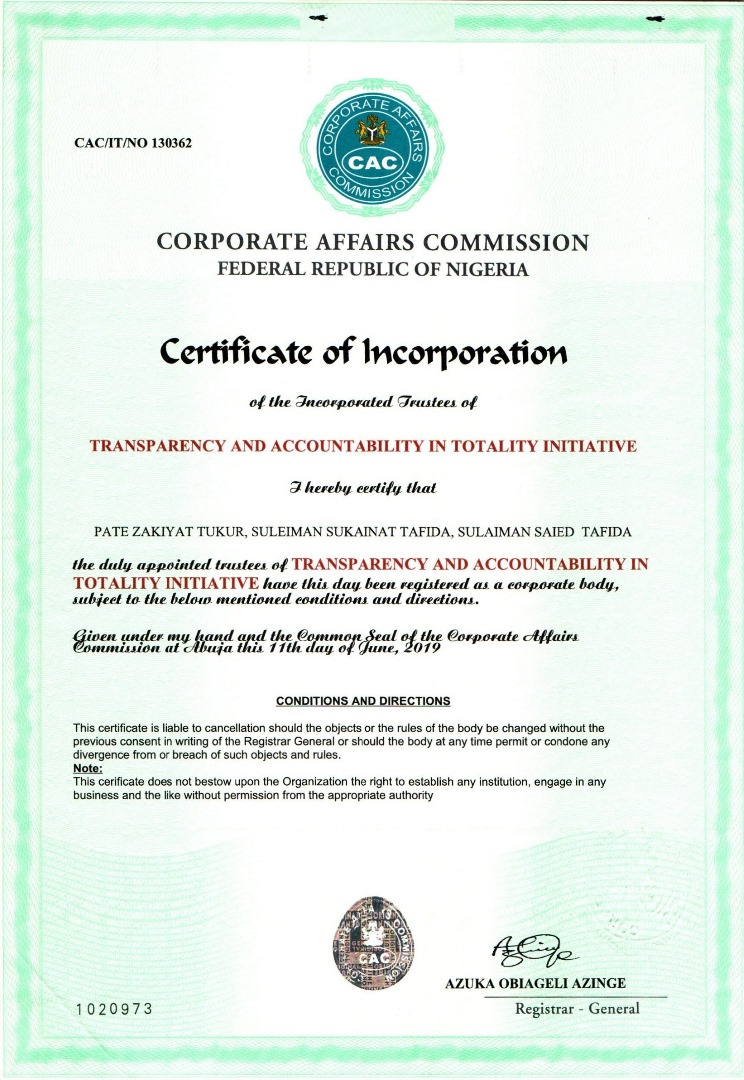 CAC/IT/NO 130362
CORPORATE AFFAIRS
CAC
COMMISSION
CORPORATE AFFAIRS COMMISSION
FEDERAL REPUBLIC OF NIGERIA
Certificate of Incorporation
of the Incorporated Trustees of
TRANSPARENCY AND ACCOUNTABILITY IN TOTALITY INITIATIVE
I hereby certify that
PATE ZAKIYAT TUKUR, SULEIMAN SUKAINAT TAFIDA, SULAIMAN SAIED TAFIDA
the duly appointed trustees of TRANSPARENCY AND ACCOUNTABILITY IN
TOTALITY INITIATIVE have this day been registered as a corporate body,
subject to the below mentioned conditions and directions.
Given under my hand and the Common Seal of the Corporate Affairs
Commission at Abuja this 11th day of June, 2019
CONDITIONS AND DIRECTIONS
This certificate is liable to cancellation should the objects or the rules of the body be changed without the
previous consent in writing of the Registrar General or should the body at any time permit or condone any
divergence from or breach of such objects and rules.
Note:
This cerificate does not bestow upon the Organization the right to establish any institution, engage in any
business and the like without permission from the appropriate authority
CAC
AZUKA OBIAGELI AZINGE
Registrar - General
1020973